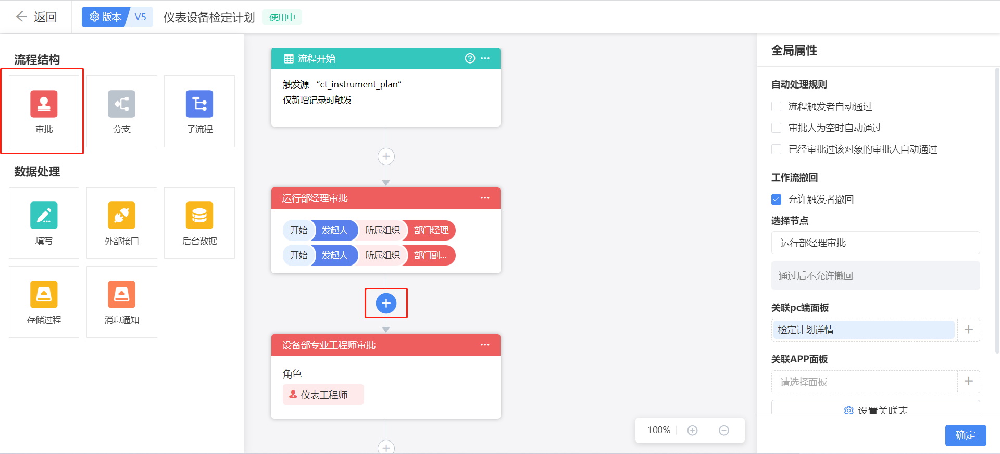 返回
版本 V5 仪表设备检定计划 使用中
流程结构
审批 分支 子流程
数据处理
填写 外部接口 后台数据
存储过程 消息通知
流程开始
触发源 “ct_instrument_plan”
仅新增记录时触发
运行部经理审批
开始 发起人 所属组织 部门经理
开始 发起人 所属组织 部门副...
设备部专业工程师审批
角色
仪表工程师
100%
全局属性
自动处理规则
流程触发者自动通过
审批人为空时自动通过
已经审批过该对象的审批人自动通过
工作流撤回
允许触发者撤回
选择节点
运行部经理审批
通过后不允许撤回
关联pc端面板
检定计划详情
关联APP面板
请选择面板
设置关联表
确定